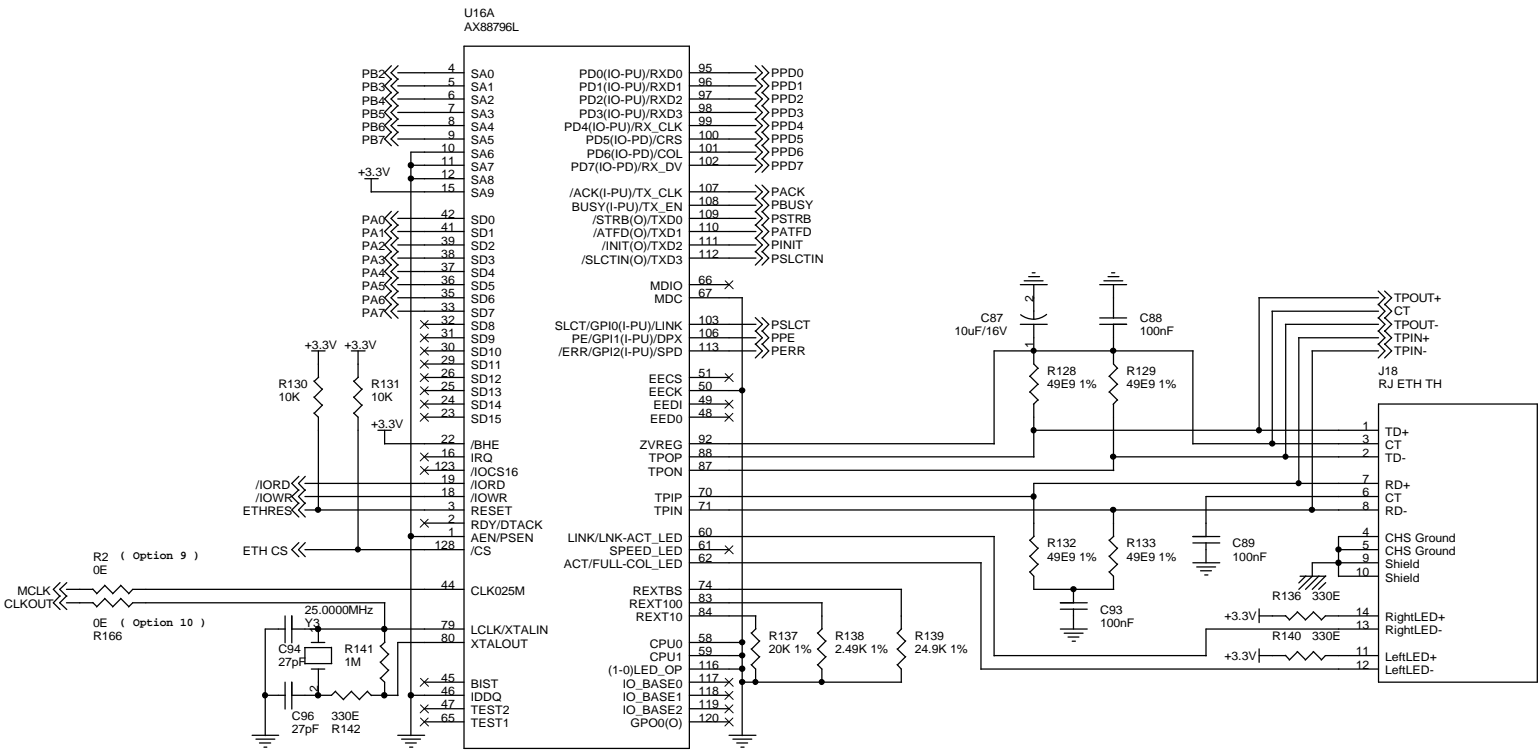 U16A
AX88796L
PB2 4 SA0
PB3 5 SA1
PB4 6 SA2
PB5 7 SA3
PB6 8 SA4
PB7 9 SA5
10 SA6
11 SA7
12 SA8
+3.3V
15 SA9
PA0 42 SD0
PA1 41 SD1
PA2 39 SD2
PA3 38 SD3
PA4 37 SD4
PA5 36 SD5
PA6 35 SD6
PA7 33 SD7
32 SD8
31 SD9
30 SD10
29 SD11
26 SD12
25 SD13
24 SD14
23 SD15
+3.3V +3.3V
R130
10K
R131
10K
+3.3V
22 /BHE
16 IRQ
123 /IOCS16
/IORD 19 /IORD
/IOWR 18 /IOWR
ETHRES 3 RESET
2 RDY/DTACK
1 AEN/PSEN
ETH CS 128 /CS
R2 ( Option 9 )
0E
MCLK 44 CLK025M
CLKOUT
0E ( Option 10 )
R166
25.0000MHz
Y3
1
2
79 LCLK/XTALIN
80 XTALOUT
C94
27pF
R141
1M
C96
27pF
330E
R142
45 BIST
46 IDDQ
47 TEST2
65 TEST1
PD0(IO-PU)/RXD0 95 PPD0
PD1(IO-PU)/RXD1 96 PPD1
PD2(IO-PU)/RXD2 97 PPD2
PD3(IO-PU)/RXD3 98 PPD3
PD4(IO-PU)/RX_CLK 99 PPD4
PD5(IO-PD)/CRS 100 PPD5
PD6(IO-PD)/COL 101 PPD6
PD7(IO-PD)/RX_DV 102 PPD7
/ACK(I-PU)/TX_CLK 107 PACK
BUSY(I-PU)/TX_EN 108 PBUSY
/STRB(O)/TXD0 109 PSTRB
/ATFD(O)/TXD1 110 PATFD
/INIT(O)/TXD2 111 PINIT
/SLCTIN(O)/TXD3 112 PSLCTIN
MDIO 66
MDC 67
SLCT/GPI0(I-PU)/LINK 103 PSLCT
PE/GPI1(I-PU)/DPX 106 PPE
/ERR/GPI2(I-PU)/SPD 113 PERR
EECS 51
EECK 50
EEDI 49
EED0 48
ZVREG 92
TPOP 88
TPON 87
TPIP 70
TPIN 71
LINK/LNK-ACT_LED 60
SPEED_LED 61
ACT/FULL-COL_LED 62
REXTBS 74
REXT100 83
REXT10 84
CPU0 58
CPU1 59
(1-0)LED_OP 116
IO_BASE0 117
IO_BASE1 118
IO_BASE2 119
GPO0(O) 120
R137
20K 1%
R138
2.49K 1%
R139
24.9K 1%
2
C87
10uF/16V
1
C88
100nF
R128
49E9 1%
R129
49E9 1%
R132
49E9 1%
R133
49E9 1%
C93
100nF
C89
100nF
TPOUT+
CT
TPOUT-
TPIN+
TPIN-
J18
RJ ETH TH
1 TD+
3 CT
2 TD-
7 RD+
6 CT
8 RD-
4 CHS Ground
5 CHS Ground
9 Shield
10 Shield
R136 330E
+3.3V 14 RightLED+
13 RightLED-
R140 330E
+3.3V 11 LeftLED+
12 LeftLED-